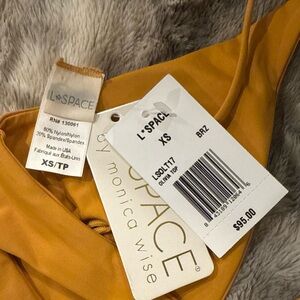 L*SPACE
RN# 130061
80% Nylon/Nylon
20% Spandex/Spandex
Made in USA
Fabriqué aux États-Unis
XS/TP
SPACE®
by monica wise
L*SPACE
XS
BRZ
LSOLT17
OLIVIA TOP
$95.00